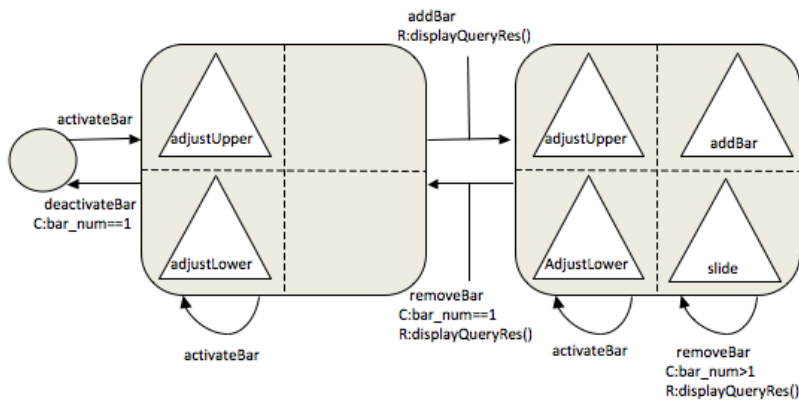 addBar
R:displayQueryRes()
activateBar
adjustUpper
adjustUpper
addBar
deactivateBar
C:bar_num==1
adjustLower
AdjustLower
slide
removeBar
C:bar_num==1
R:displayQueryRes()
activateBar
activateBar
removeBar
C:bar_num>1
R:displayQueryRes()